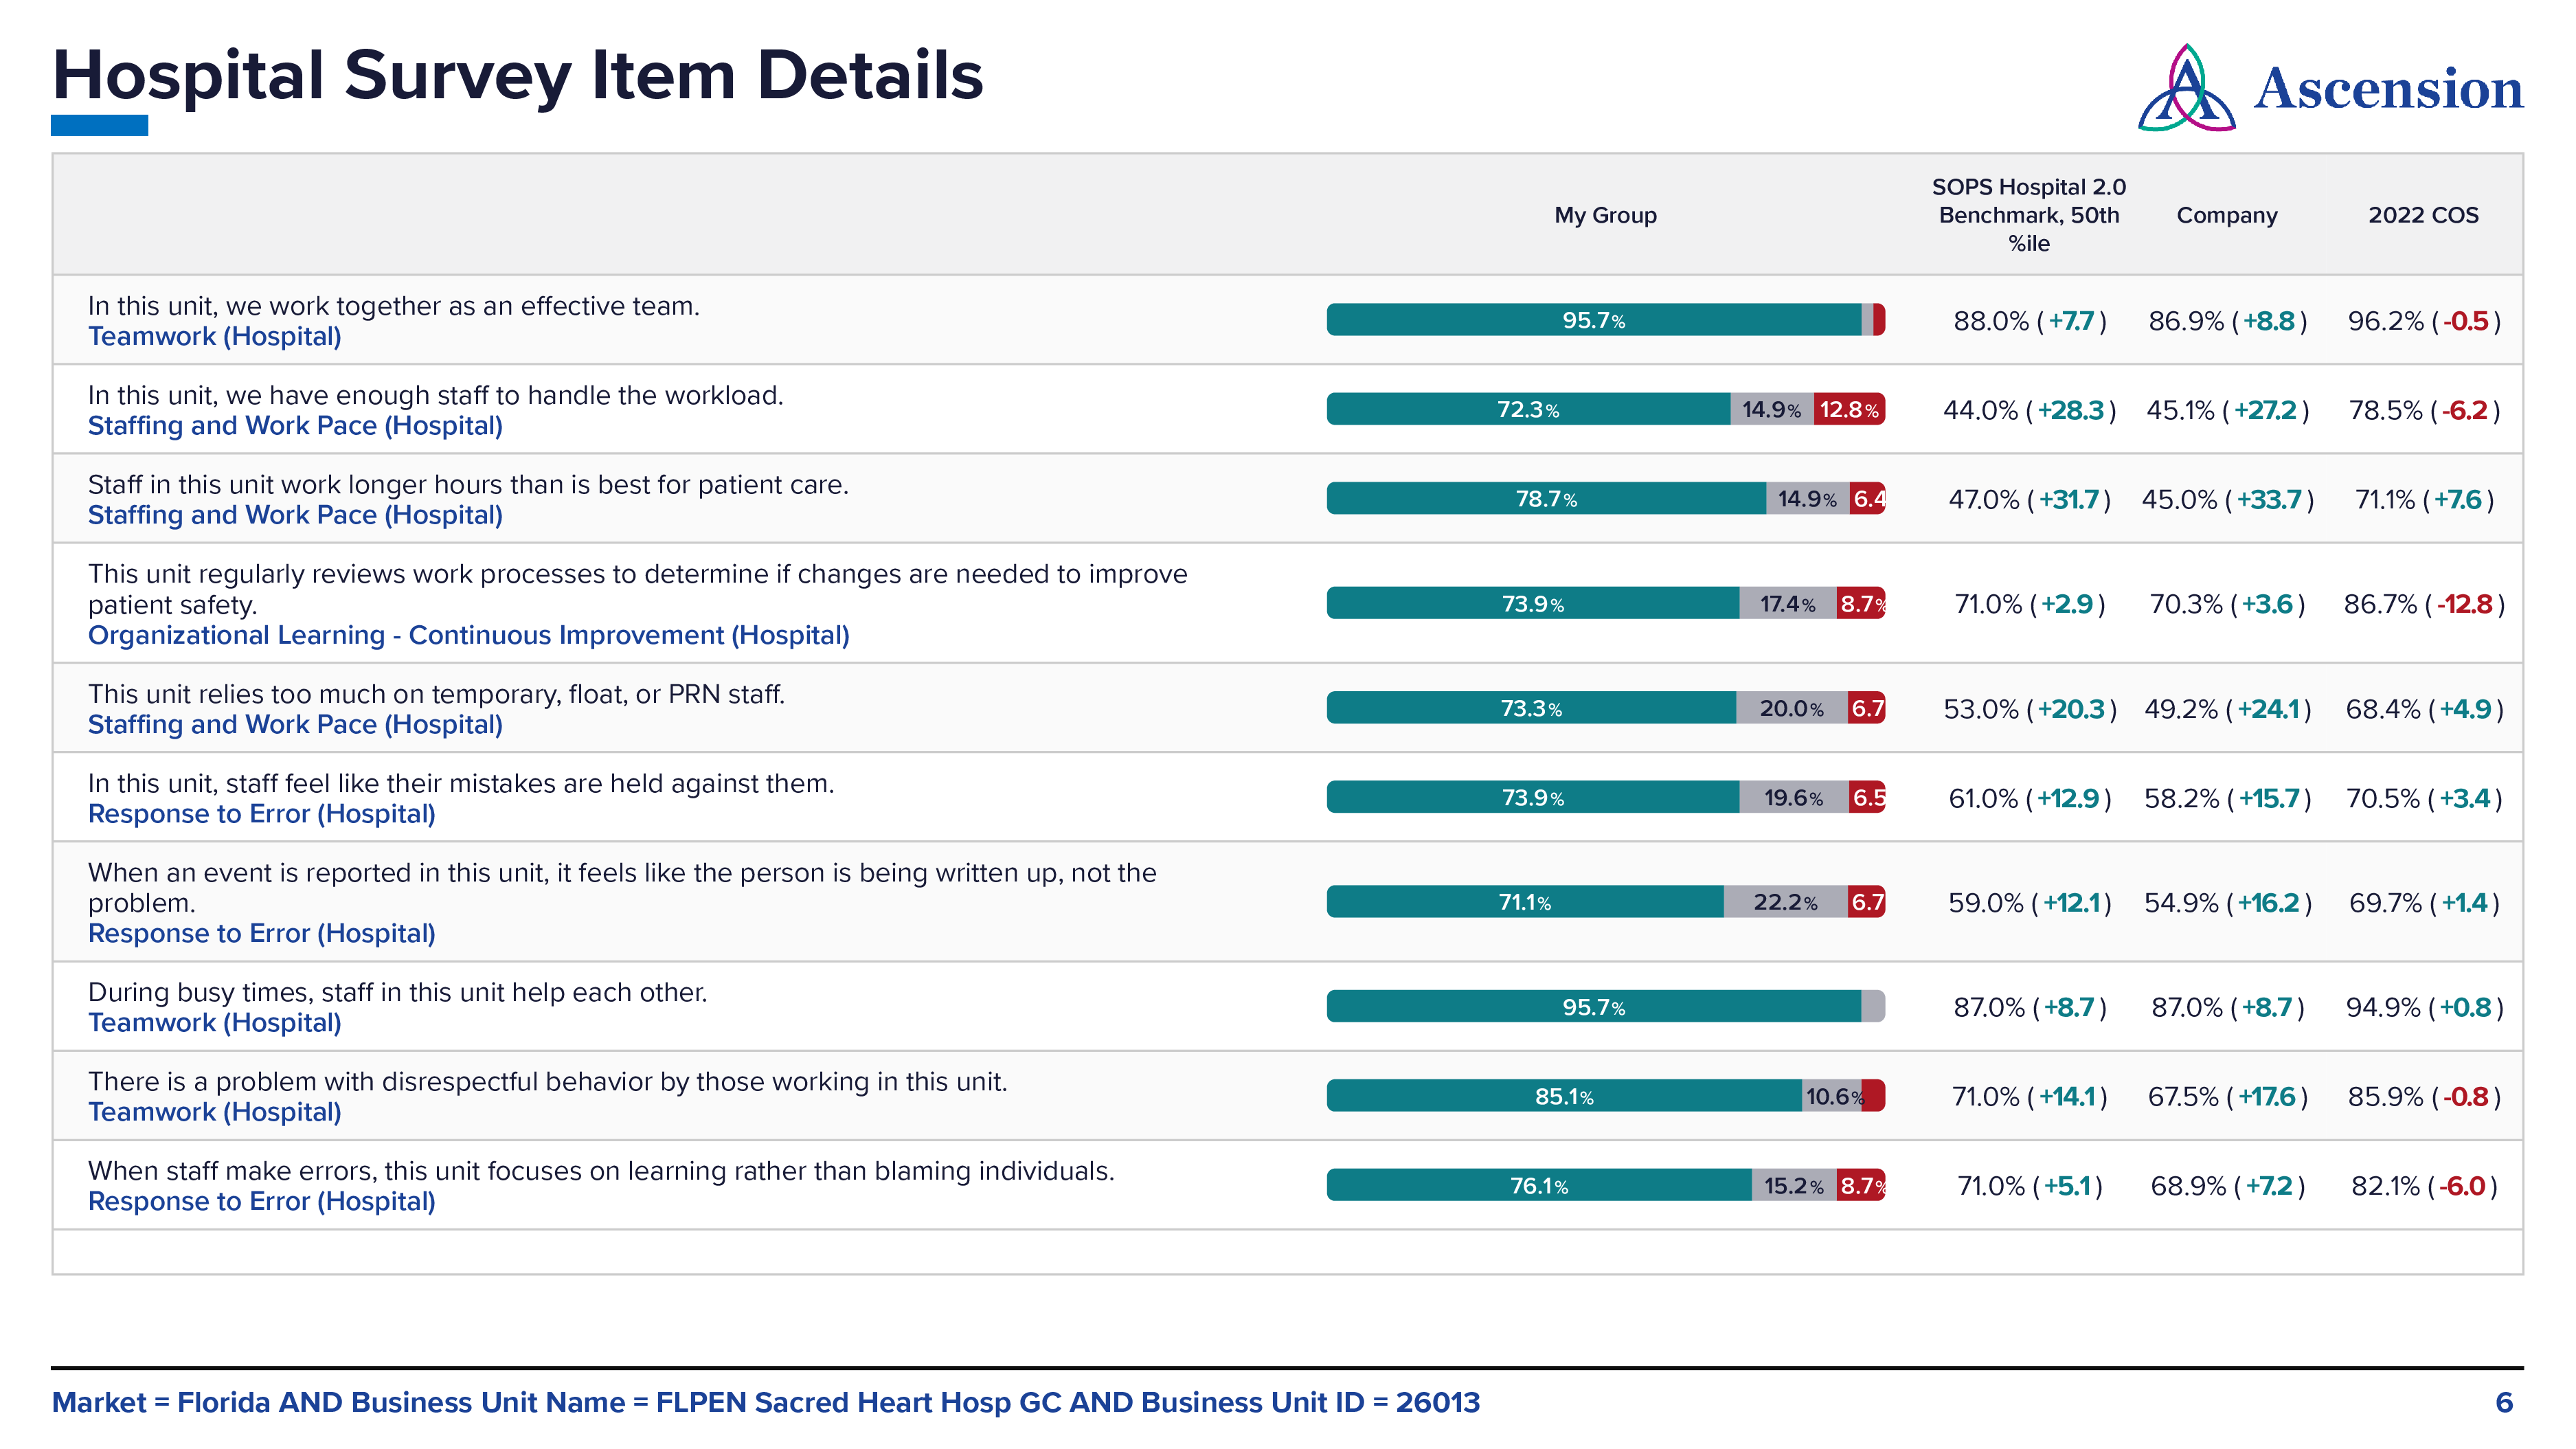 Hospital Survey Item Details
Ascension
My Group
SOPS Hospital 2.0
Benchmark, 50th
%ile
Company
2022 COS
In this unit, we work together as an effective team.
Teamwork (Hospital)
95.7%
88.0% ( +7.7 )
86.9% ( +8.8 )
96.2% ( -0.5 )
In this unit, we have enough staff to handle the workload.
Staffing and Work Pace (Hospital)
72.3% 14.9% 12.8%
44.0% ( +28.3 )
45.1% ( +27.2 )
78.5% ( -6.2 )
Staff in this unit work longer hours than is best for patient care.
Staffing and Work Pace (Hospital)
78.7% 14.9% 6.4
47.0% ( +31.7 )
45.0% ( +33.7 )
71.1% ( +7.6 )
This unit regularly reviews work processes to determine if changes are needed to improve
patient safety.
Organizational Learning - Continuous Improvement (Hospital)
73.9% 17.4% 8.7%
71.0% ( +2.9 )
70.3% ( +3.6 )
86.7% ( -12.8 )
This unit relies too much on temporary, float, or PRN staff.
Staffing and Work Pace (Hospital)
73.3% 20.0% 6.7
53.0% ( +20.3 )
49.2% ( +24.1 )
68.4% ( +4.9 )
In this unit, staff feel like their mistakes are held against them.
Response to Error (Hospital)
73.9% 19.6% 6.5
61.0% ( +12.9 )
58.2% ( +15.7 )
70.5% ( +3.4 )
When an event is reported in this unit, it feels like the person is being written up, not the
problem.
Response to Error (Hospital)
71.1% 22.2% 6.7
59.0% ( +12.1 )
54.9% ( +16.2 )
69.7% ( +1.4 )
During busy times, staff in this unit help each other.
Teamwork (Hospital)
95.7%
87.0% ( +8.7 )
87.0% ( +8.7 )
94.9% ( +0.8 )
There is a problem with disrespectful behavior by those working in this unit.
Teamwork (Hospital)
85.1% 10.6%
71.0% ( +14.1 )
67.5% ( +17.6 )
85.9% ( -0.8 )
When staff make errors, this unit focuses on learning rather than blaming individuals.
Response to Error (Hospital)
76.1% 15.2% 8.7%
71.0% ( +5.1 )
68.9% ( +7.2 )
82.1% ( -6.0 )
Market = Florida AND Business Unit Name = FLPEN Sacred Heart Hosp GC AND Business Unit ID = 26013
6